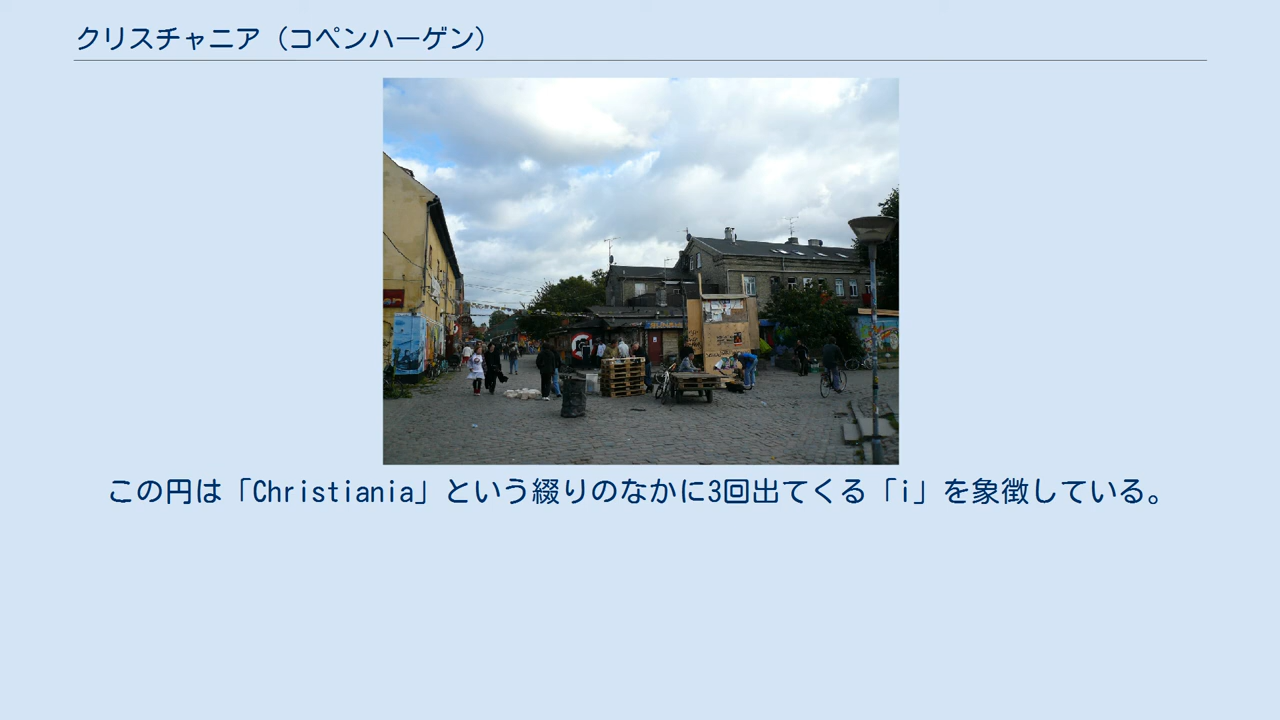 クリスチャニア（コペンハーゲン）
この円は「Christiania」という綴りのなかに3回出てくる「i」を象徴している。